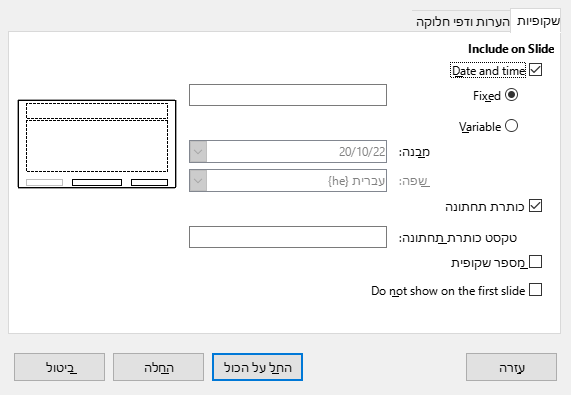 שקופיות הערות ודפי חלוקה
Include on Slide
Date and time
Fixed
Variable
מבנה: 20/10/22
שפה: עברית {he}
כותרת תחתונה
טקסט כותרת תחתונה:
מספר שקופית
Do not show on the first slide
עזרה החל על הכול החלה ביטול